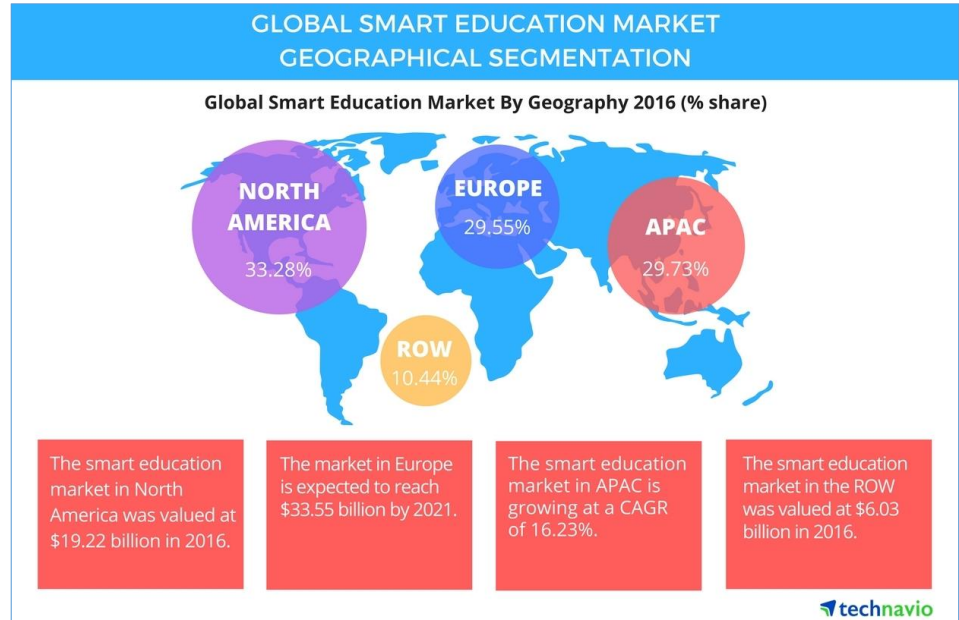 GLOBAL SMART EDUCATION MARKET
GEOGRAPHICAL SEGMENTATION
Global Smart Education Market By Geography 2016 (% share)
NORTH
AMERICA
33.28%
EUROPE
29.55%
APAC
29.73%
ROW
10.44%
The smart education
market in North
America was valued at
$19.22 billion in 2016.
The market in Europe
is expected to reach
$33.55 billion by 2021.
The smart education
market in APAC is
growing at a CAGR
of 16.23%.
The smart education
market in the ROW
was valued at $6.03
billion in 2016.
technavio